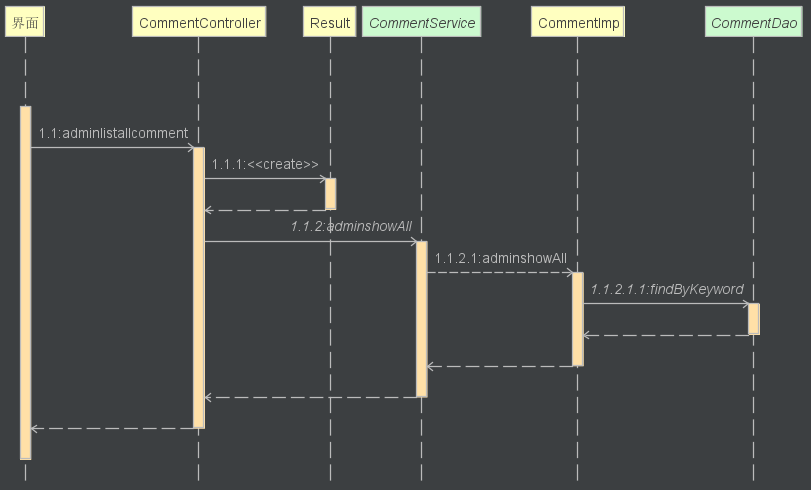 界面
CommentController
Result
CommentService
CommentImp
CommentDao
1.1:adminlistallcomment
1.1.1:<<create>>
1.1.2:adminshowAll
1.1.2.1:adminshowAll
1.1.2.1.1:findByKeyword